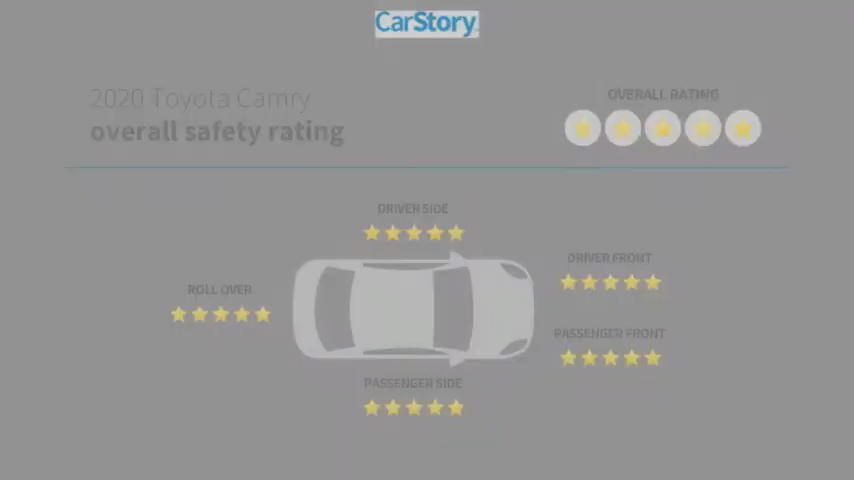 CarStory
2020 Toyota Camry
overall safety rating
OVERALL RATING
DRIVER SIDE
DRIVER FRONT
ROLL OVER
PASSENGER FRONT
PASSENGER SIDE